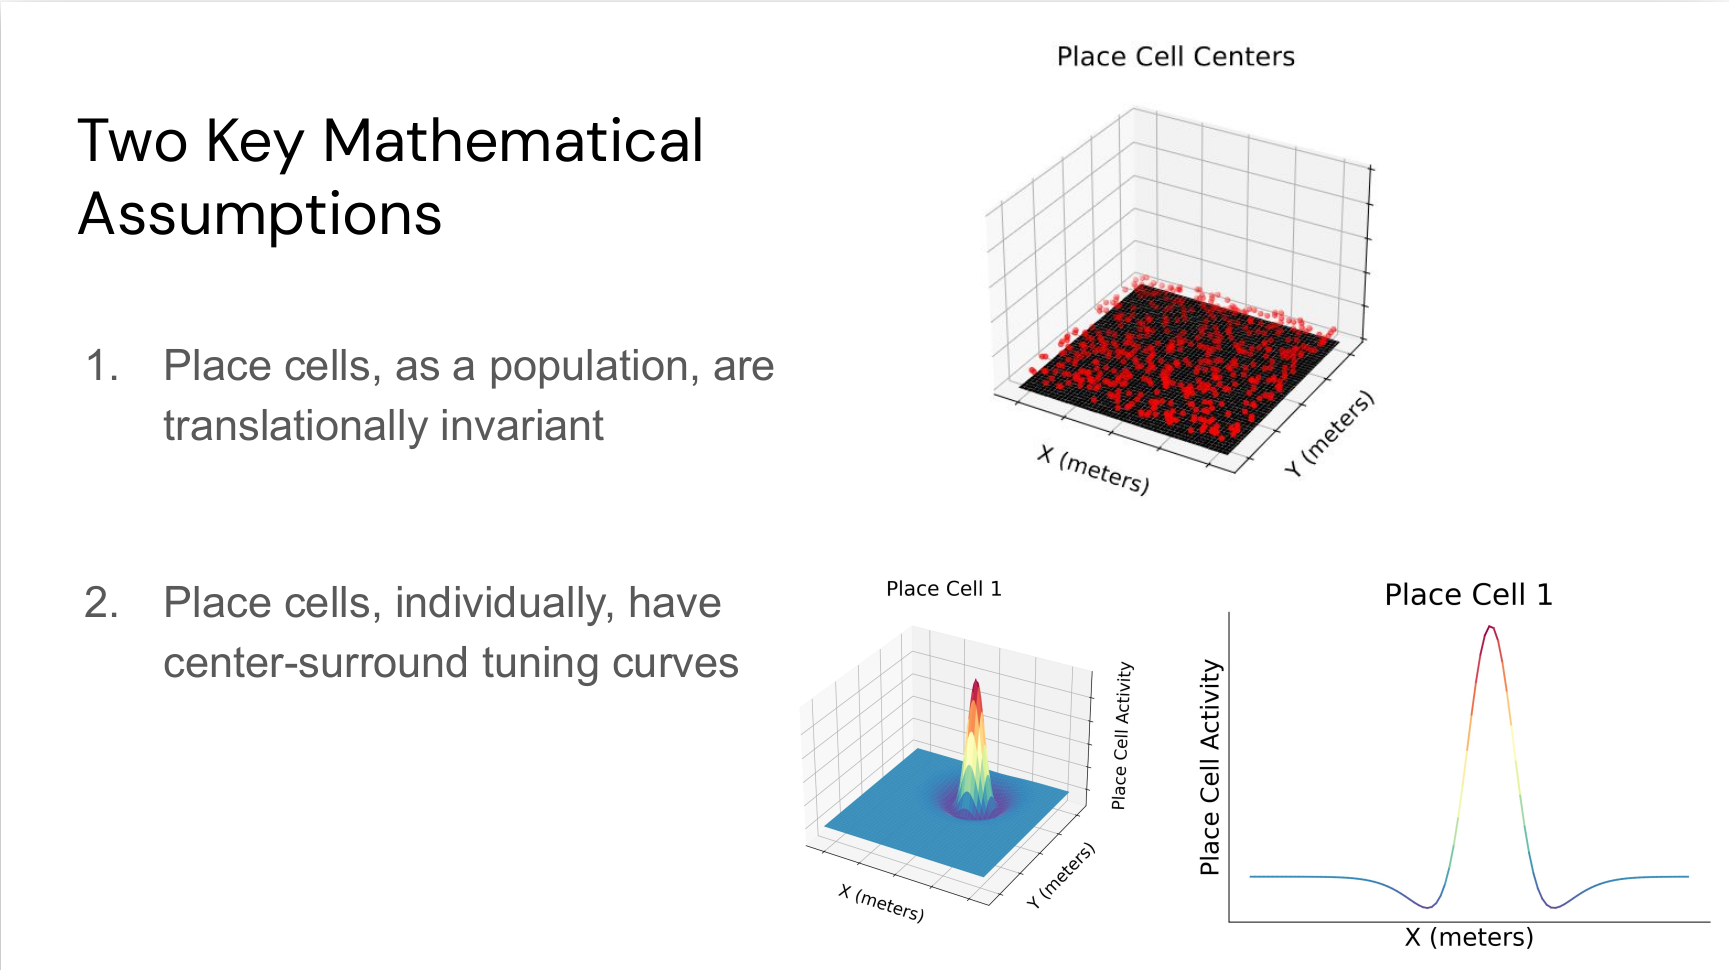 Two Key Mathematical
Assumptions
1. Place cells, as a population, are
translationally invariant
2. Place cells, individually, have
center-surround tuning curves
Place Cell Centers
X (meters)
Y (meters)
Place Cell 1
Place Cell Activity
X (meters)
Y (meters)
Place Cell 1
Place Cell Activity
X (meters)